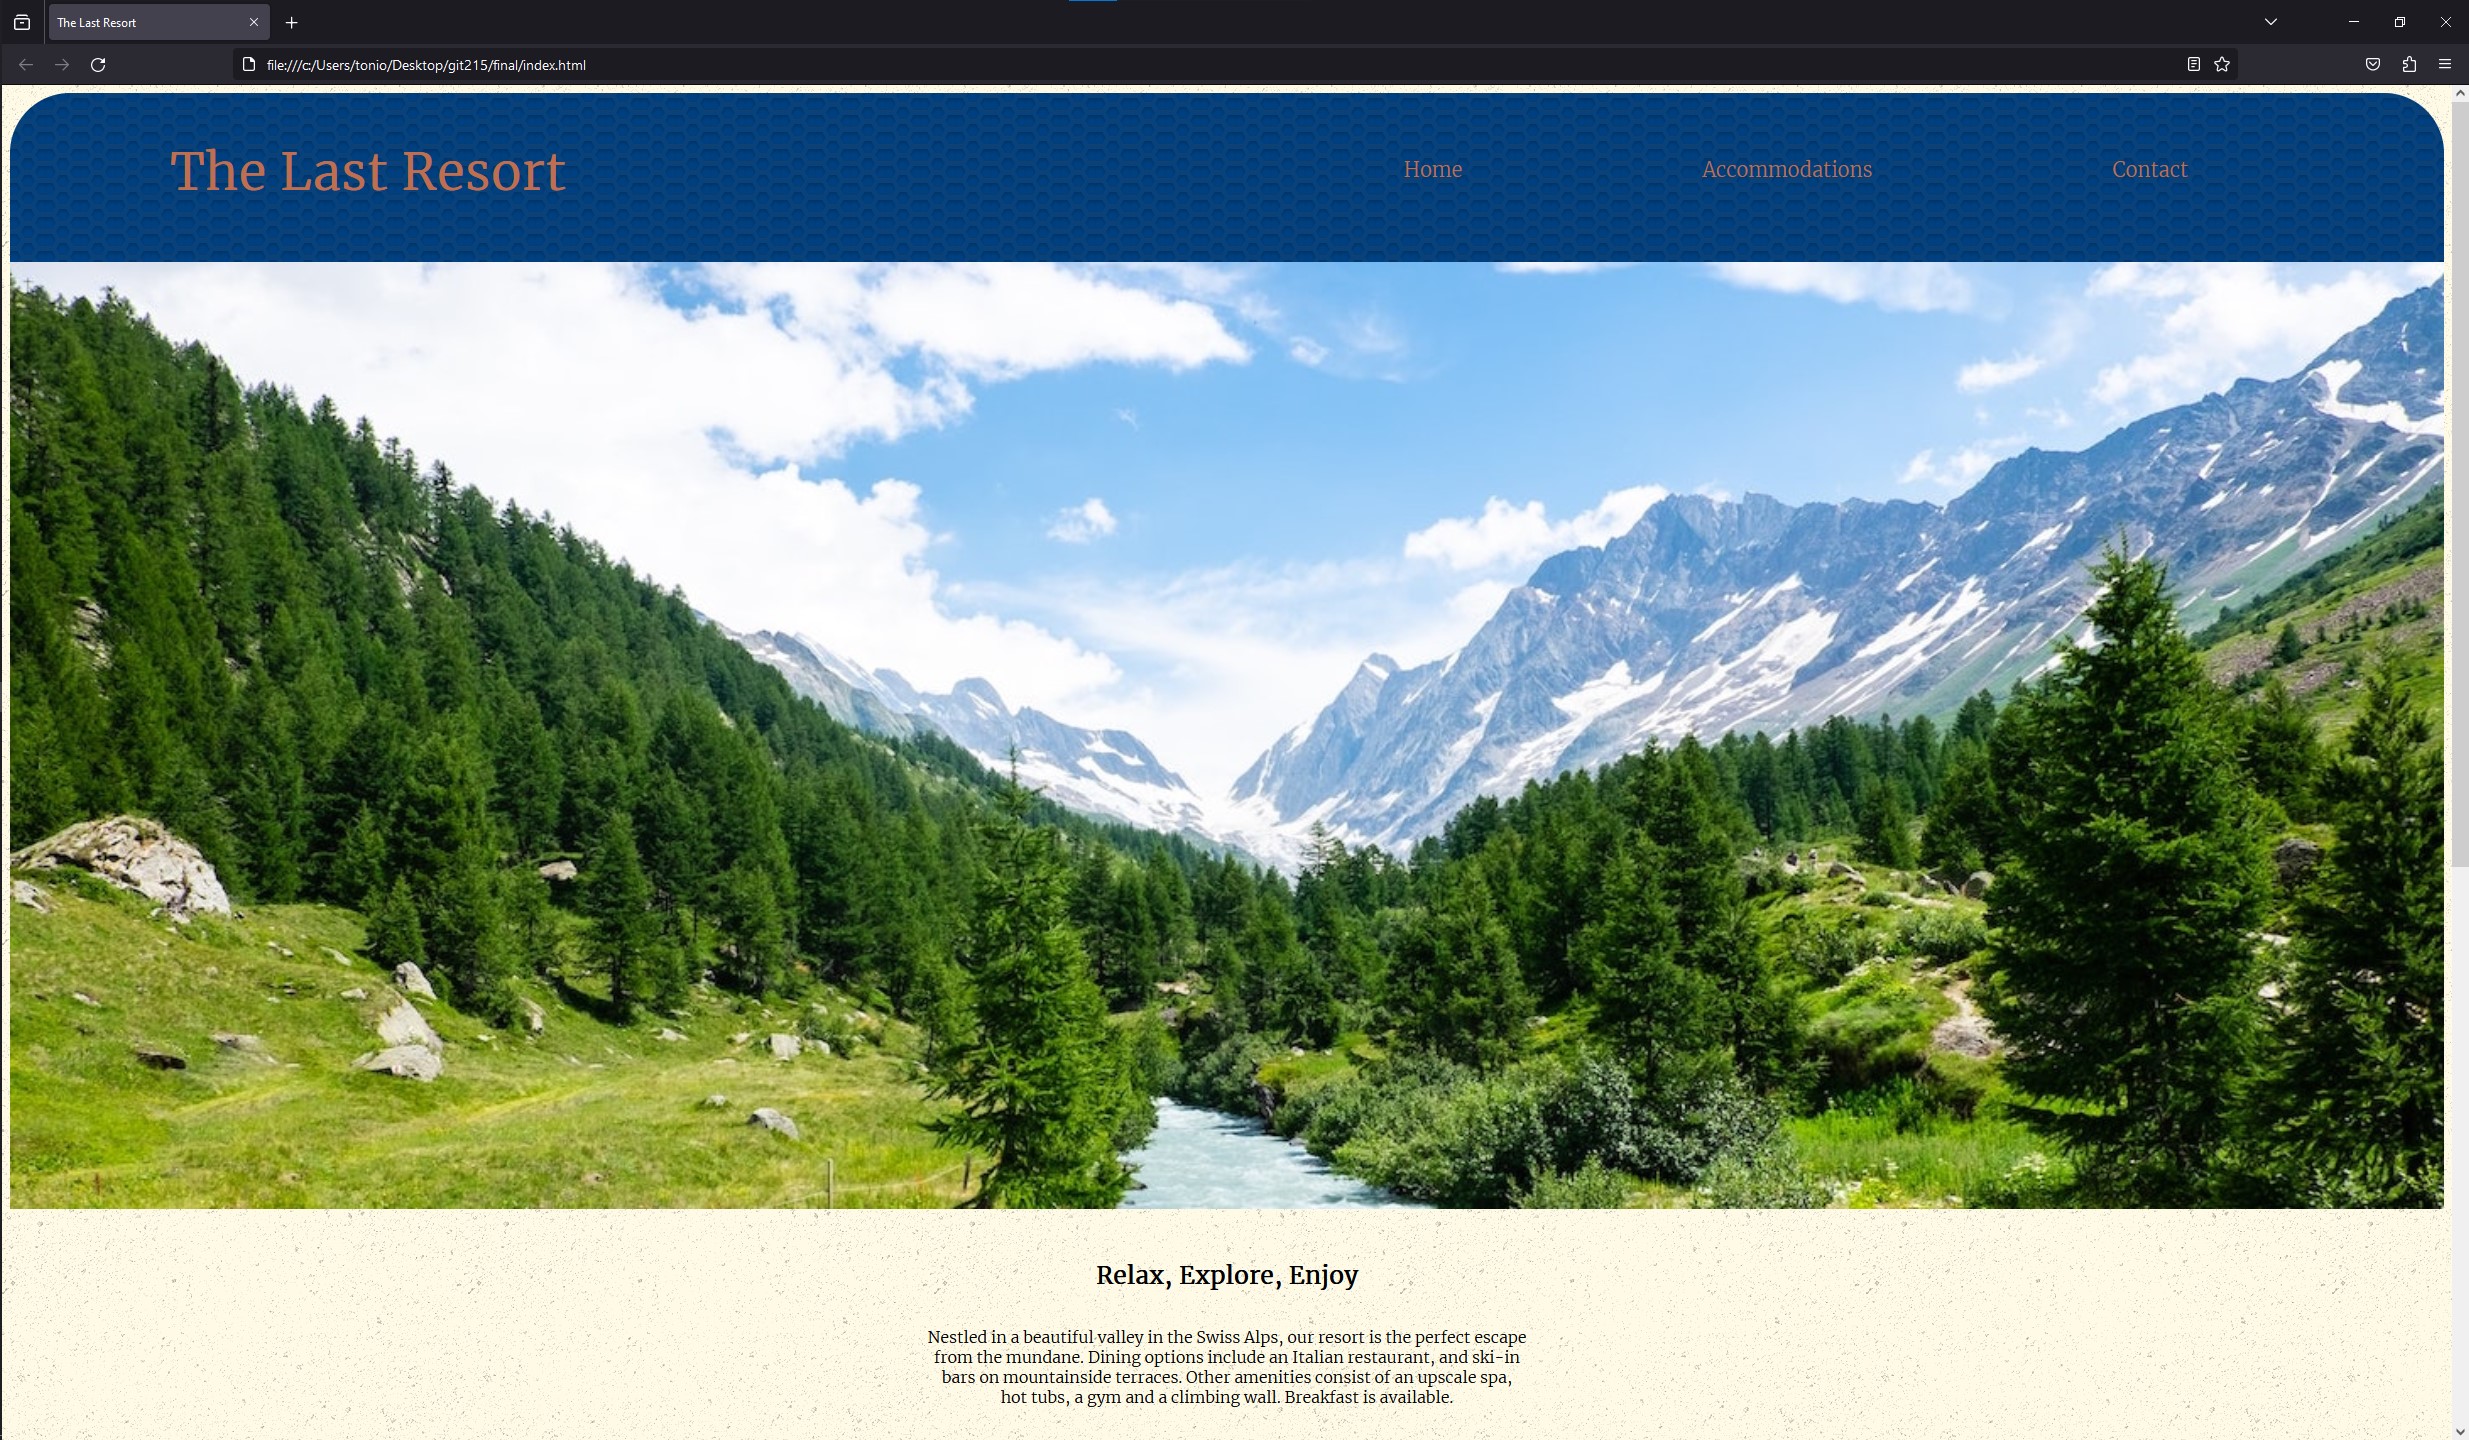 The Last Resort
file:///c:/Users/tonio/Desktop/git215/final/index.html
The Last Resort
Home
Accommodations
Contact
Relax, Explore, Enjoy
Nestled in a beautiful valley in the Swiss Alps, our resort is the perfect escape
from the mundane. Dining options include an Italian restaurant, and ski-in
bars on mountainside terraces. Other amenities consist of an upscale spa,
hot tubs, a gym and a climbing wall. Breakfast is available.